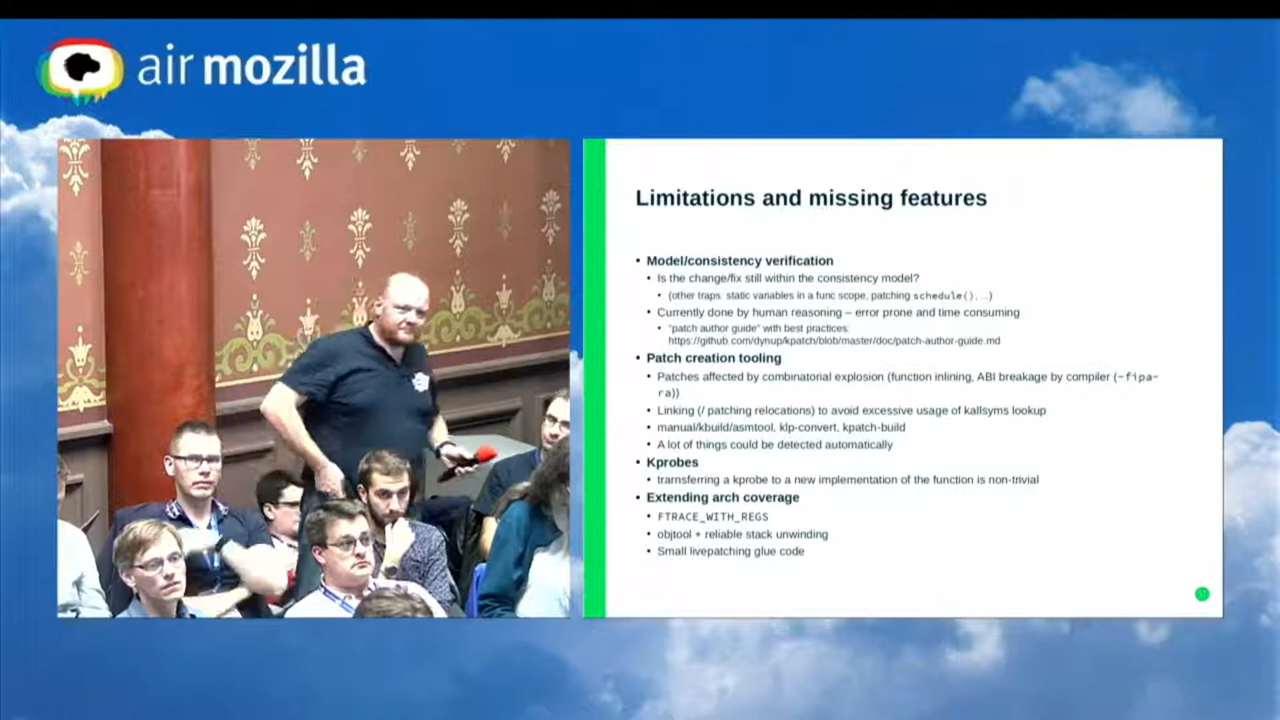 air mozilla
Limitations and missing features
• Model/consistency verification
• Is the change/fix still within the consistency model?
• (other traps: static variables in a func scope, patching schedule(), ...)
• Currently done by human reasoning – error prone and time consuming
• "patch author guide" with best practices:
https://github.com/dynup/kpatch/blob/master/doc/patch-author-guide.md
• Patch creation tooling
• Patches affected by combinatorial explosion (function inlining, ABI breakage by compiler (-fipa-
ra))
• Linking (/ patching relocations) to avoid excessive usage of kallsyms lookup
• manual/kbuild/asmtool, klp-convert, kpatch-build
• A lot of things could be detected automatically
• Kprobes
• trarnsferring a kprobe to a new implementation of the function is non-trivial
• Extending arch coverage
• FTRACE_WITH_REGS
• objtool + reliable stack unwinding
• Small livepatching glue code